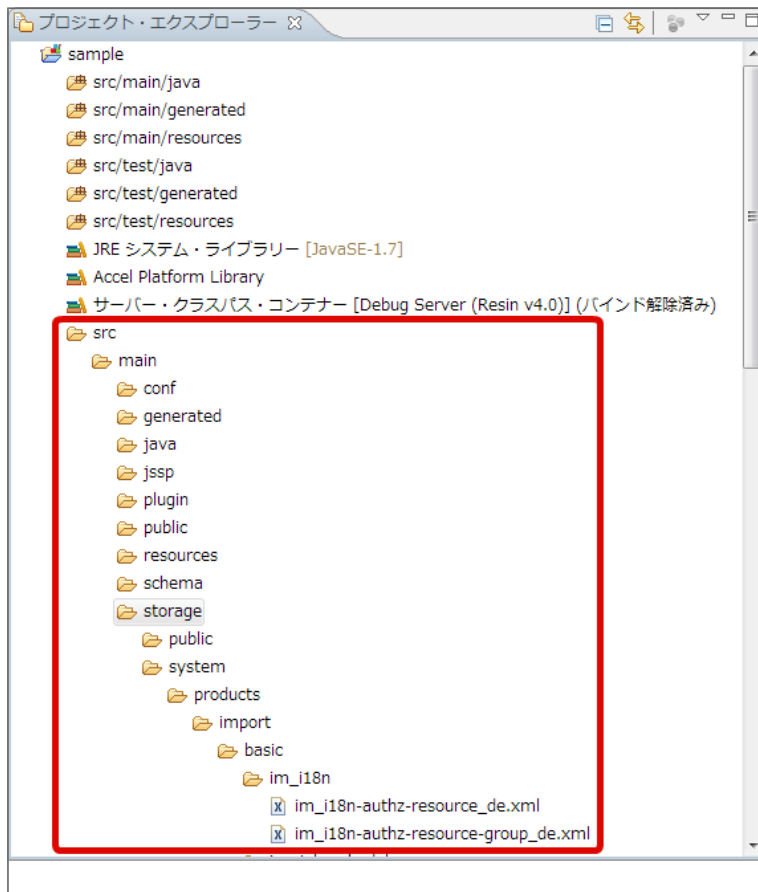 プロジェクト・エクスプローラー
sample
src/main/java
src/main/generated
src/main/resources
src/test/java
src/test/generated
src/test/resources
JRE システム・ライブラリー [JavaSE-1.7]
Accel Platform Library
サーバー・クラスパス・コンテナー [Debug Server (Resin v4.0)] (バインド解除済み)
src
main
conf
generated
java
jssp
plugin
public
resources
schema
storage
public
system
products
import
basic
im_i18n
im_i18n-authz-resource_de.xml
im_i18n-authz-resource-group_de.xml